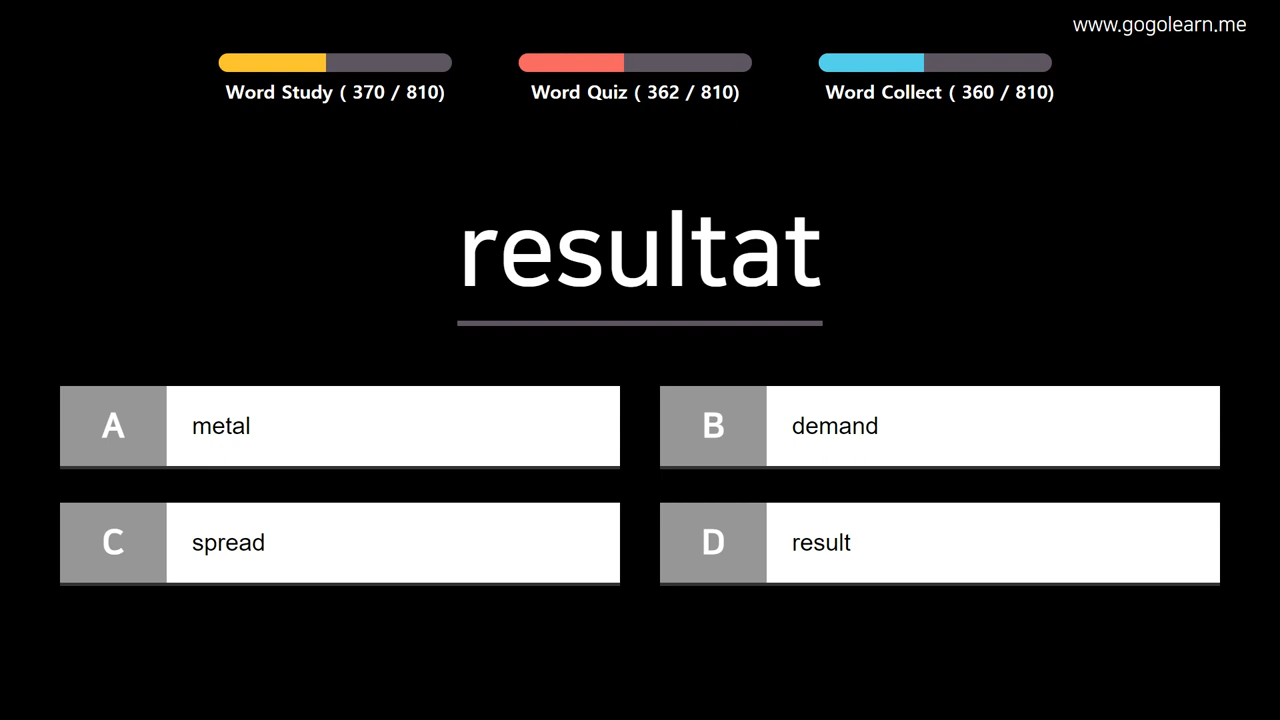 www.gogolearn.me
Word Study ( 370 / 810)
Word Quiz ( 362 / 810)
Word Collect ( 360 / 810)
resultat
A metal
B demand
C spread
D result